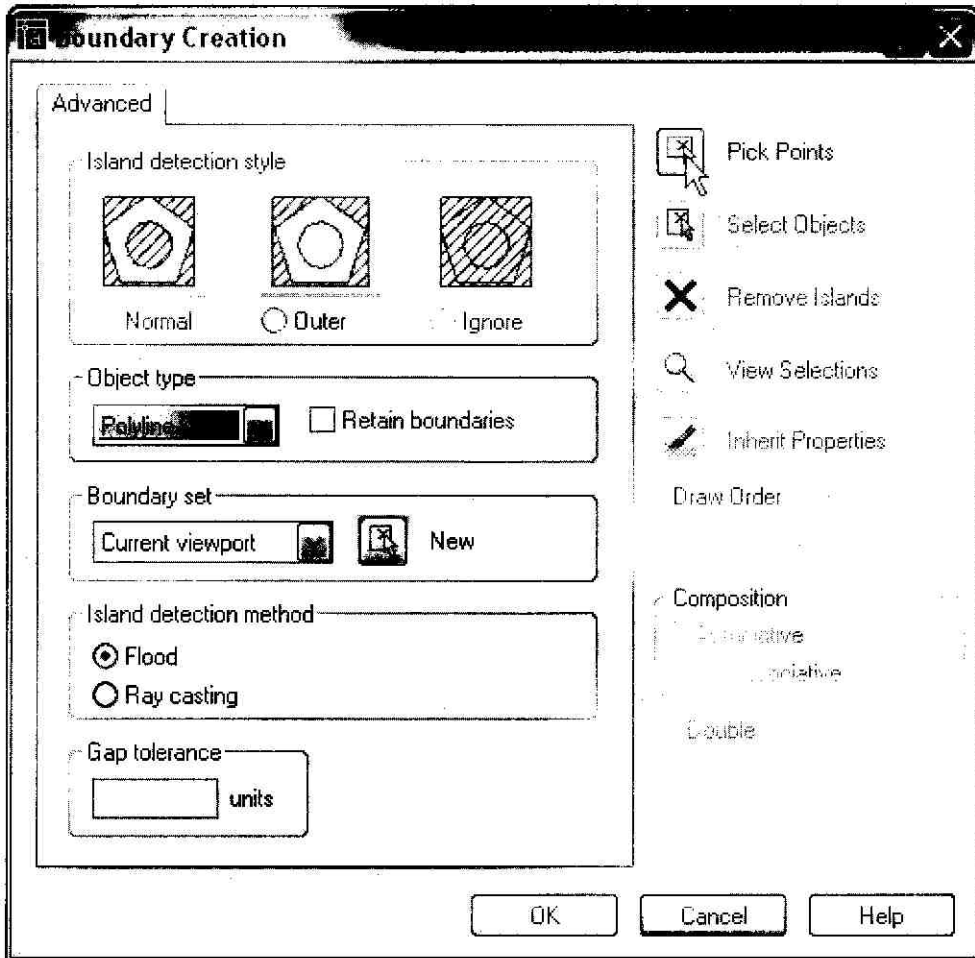 Boundary Creation
Advanced
Island detection style
Normal
Outer
Ignore
Object type
Polyline
Retain boundaries
Boundary set
Current viewport
New
Island detection method
Flood
Ray casting
Gap tolerance
units
Pick Points
Select Objects
Remove Islands
View Selections
Inherit Properties
Draw Order
Composition
Double
OK
Cancel
Help